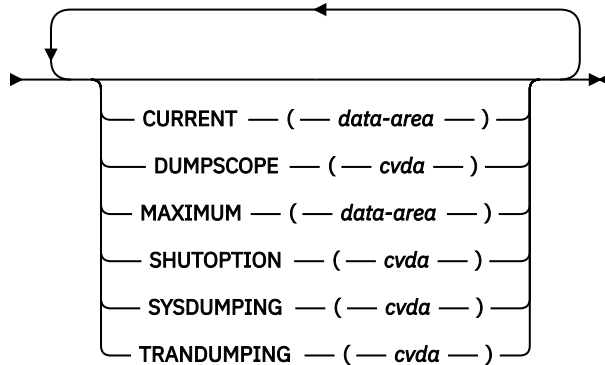 CURRENT ( data-area )
DUMPSCOPE ( cvda )
MAXIMUM ( data-area )
SHUTOPTION ( cvda )
SYSDUMPING ( cvda )
TRANDUMPING ( cvda )